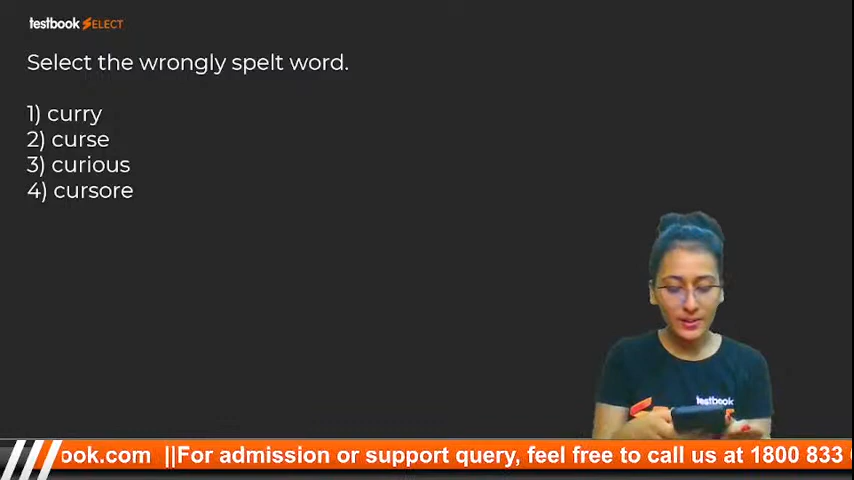 testbook SELECT
Select the wrongly spelt word.
1) curry
2) curse
3) curious
4) cursore
testbook
ook.com ||For admission or support query, feel free to call us at 1800 833